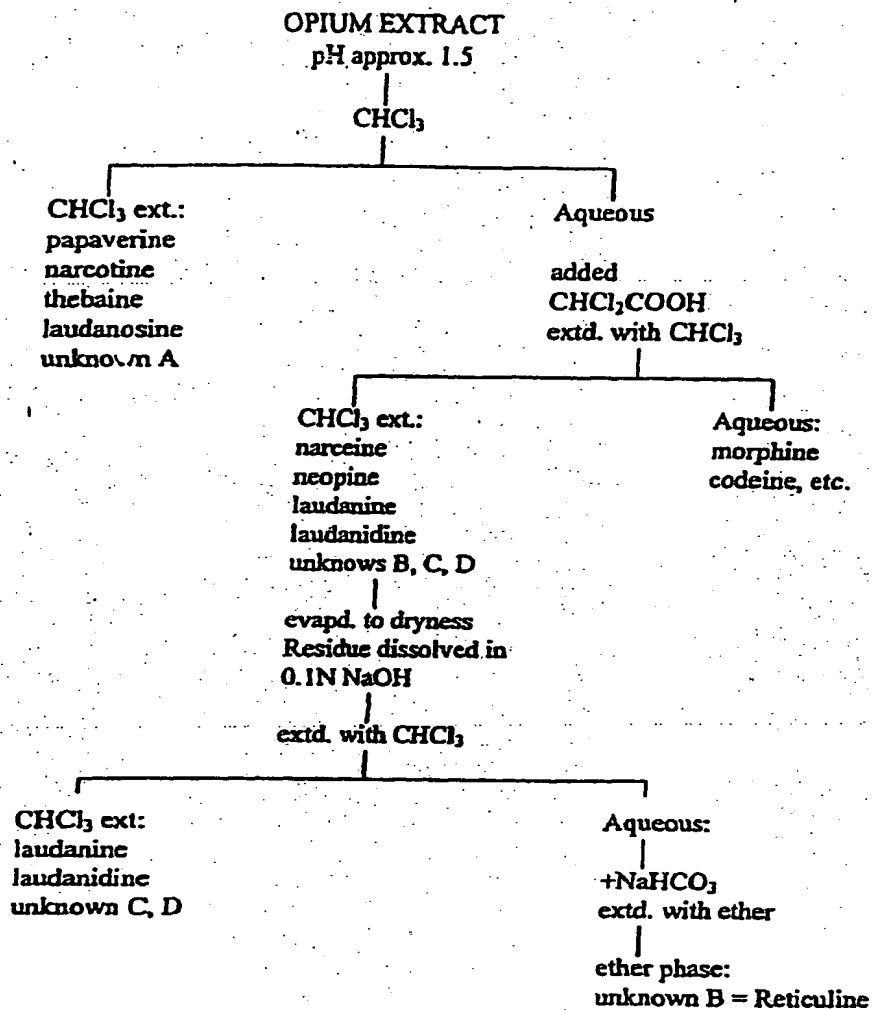 OPIUM EXTRACT
pH approx. 1.5
CHCl₃
CHCl₃ ext.:
papaverine
narcotine
thebaine
laudanosine
unknown A
Aqueous
added
CHCl₂COOH
extd. with CHCl₃
CHCl₃ ext.:
narceine
neopine
laudanine
laudanidine
unknows B, C, D
Aqueous:
morphine
codeine, etc.
evapd. to dryness
Residue dissolved in
0.1N NaOH
extd. with CHCl₃
CHCl₃ ext:
laudanine
laudanidine
unknown C, D
Aqueous:
+NaHCO₃
extd. with ether
ether phase:
unknown B = Reticuline